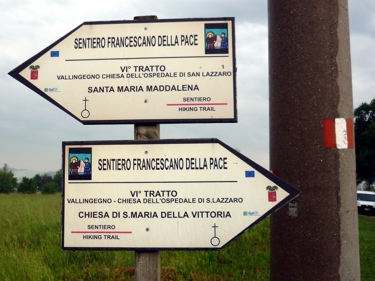 SENTIERO FRANCESCANO DELLA PACE
VI° TRATTO
VALLINGEGNO CHIESA DELL'OSPEDALE DI SAN LAZZARO
SANTA MARIA MADDALENA
SENTIERO
HIKING TRAIL
SENTIERO FRANCESCANO DELLA PACE
VI° TRATTO
VALLINGEGNO - CHIESA DELL'OSPEDALE DI S.LAZZARO
CHIESA DI S.MARIA DELLA VITTORIA
SENTIERO
HIKING TRAIL